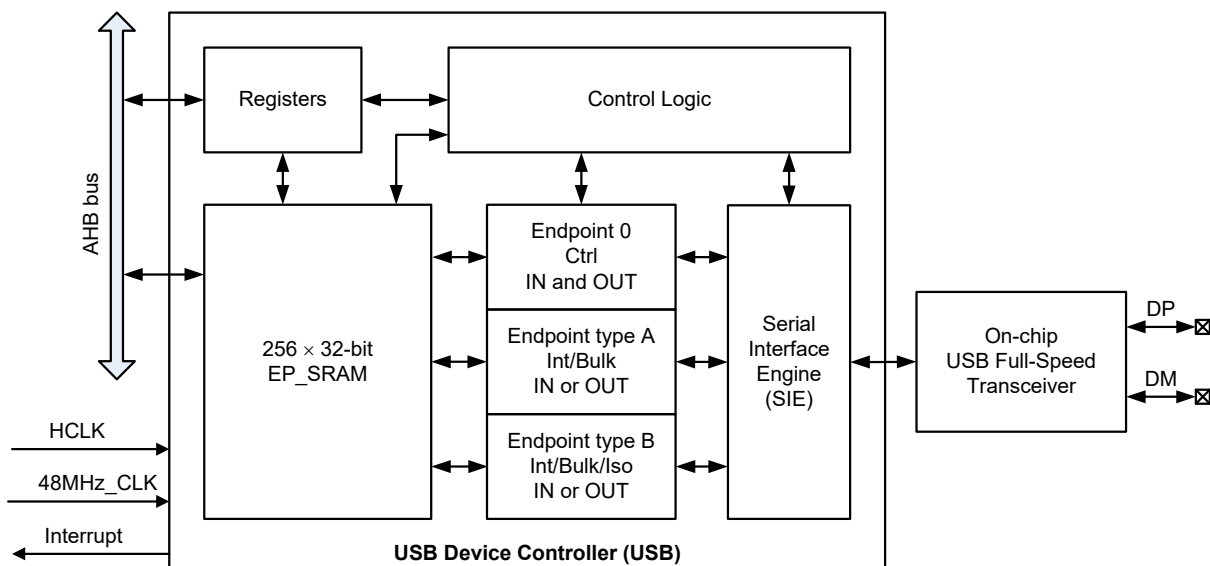 Registers
Control Logic
AHB bus
Endpoint 0
Ctrl
IN and OUT
256 × 32-bit
EP_SRAM
Endpoint type A
Int/Bulk
IN or OUT
Endpoint type B
Int/Bulk/Iso
IN or OUT
Serial
Interface
Engine
(SIE)
On-chip
USB Full-Speed
Transceiver
DP
DM
HCLK
48MHz_CLK
Interrupt
USB Device Controller (USB)